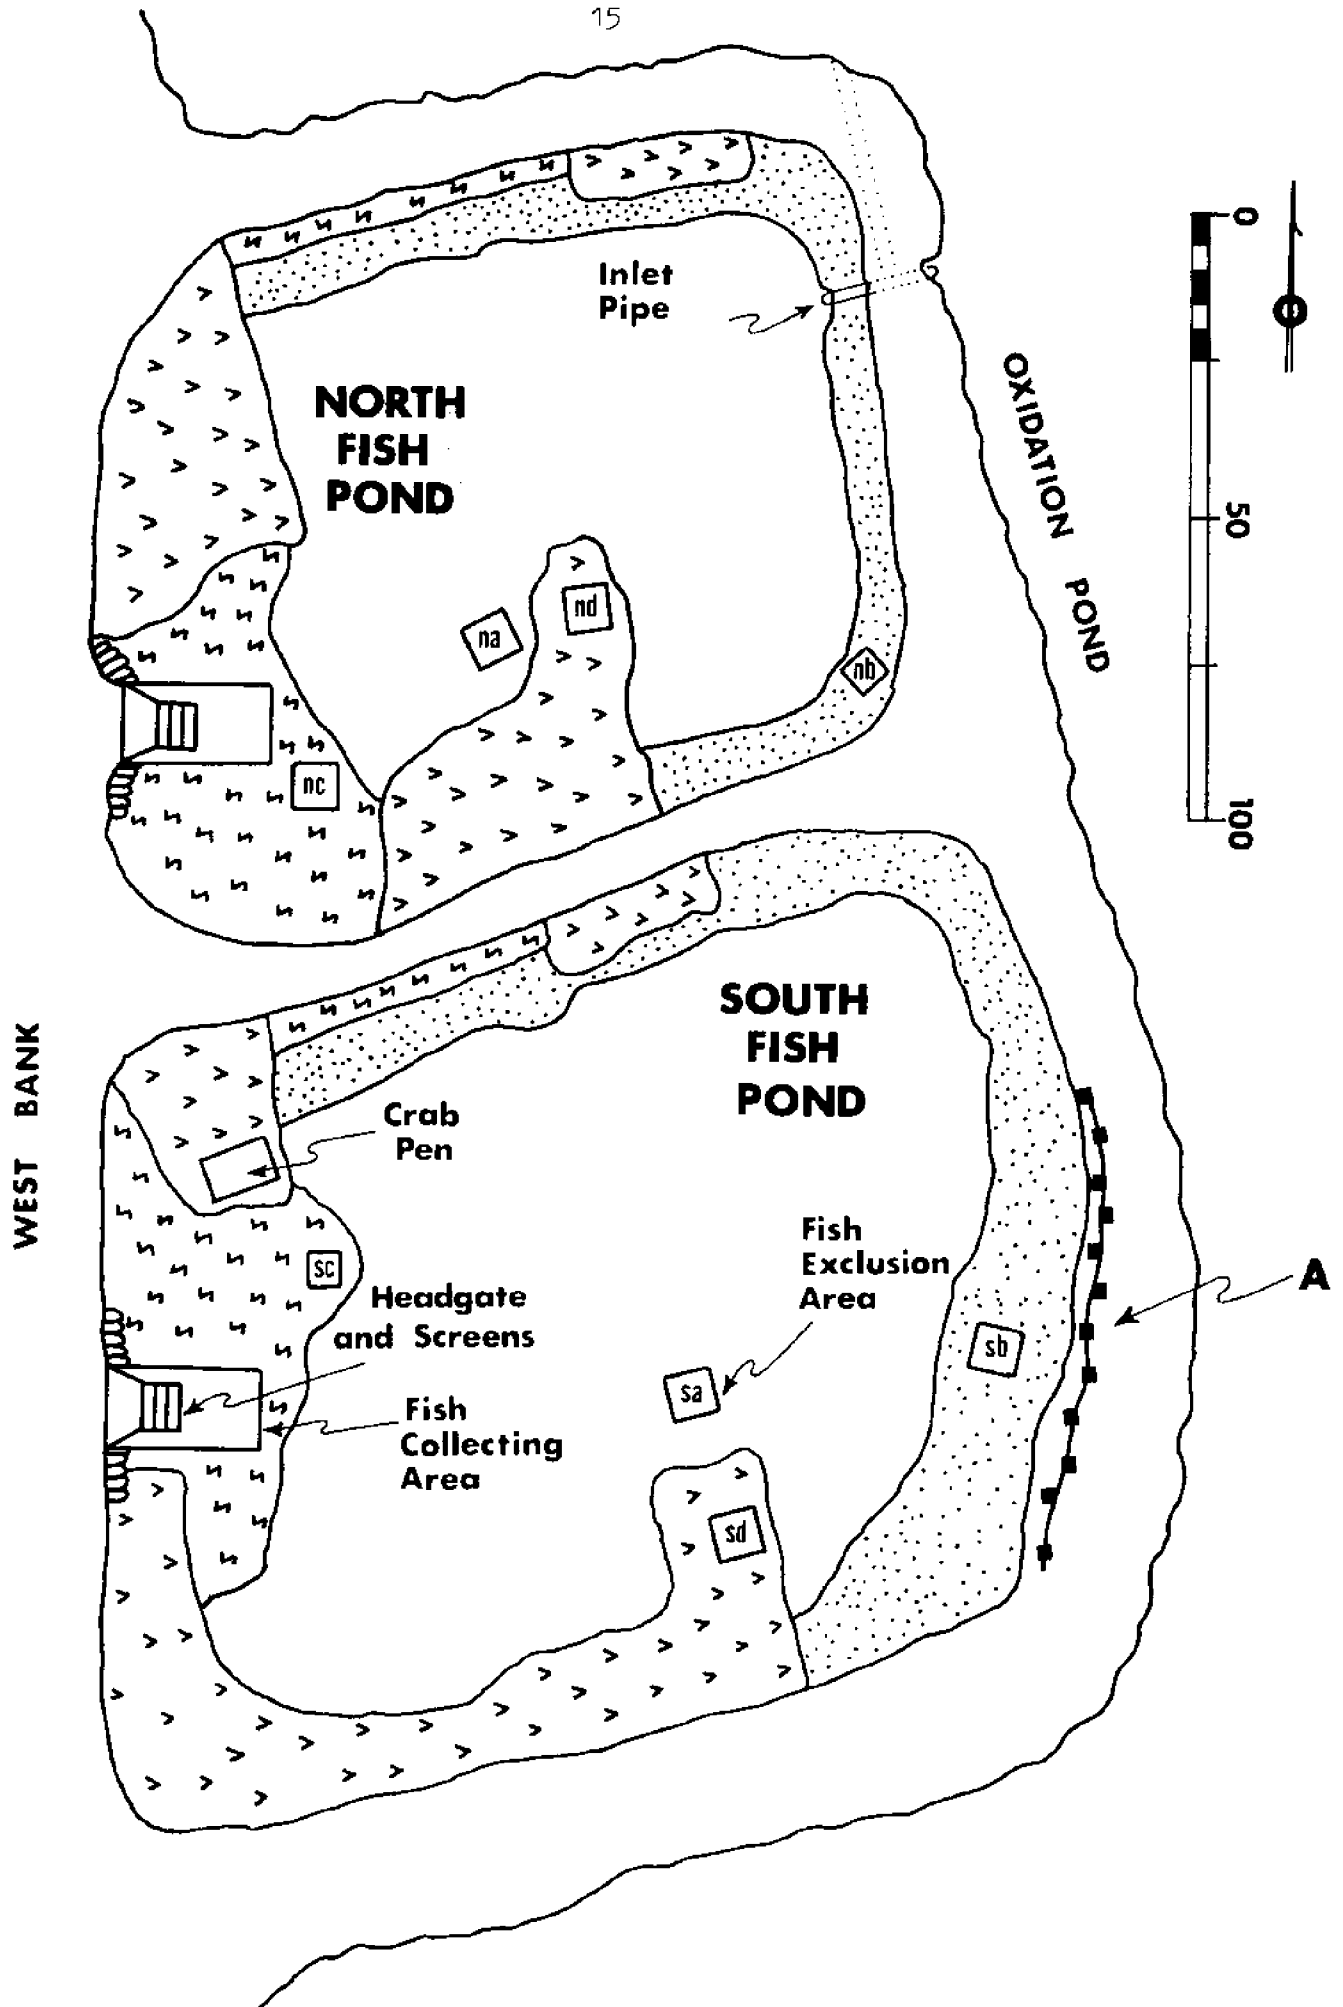 15
Inlet
Pipe
0
NORTH
FISH
POND
OXIDATION POND
50
na
nd
nb
nc
100
SOUTH
FISH
POND
WEST BANK
Crab
Pen
Fish
Exclusion
Area
A
sc
Headgate
and Screens
sb
sa
Fish
Collecting
Area
sd